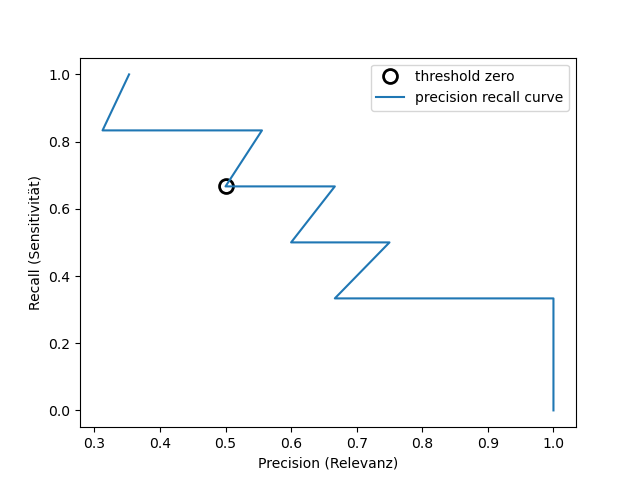 threshold zero
precision recall curve
1.0
0.8
0.6
0.4
0.2
0.0
Recall (Sensitivität)
0.3 0.4 0.5 0.6 0.7 0.8 0.9 1.0
Precision (Relevanz)